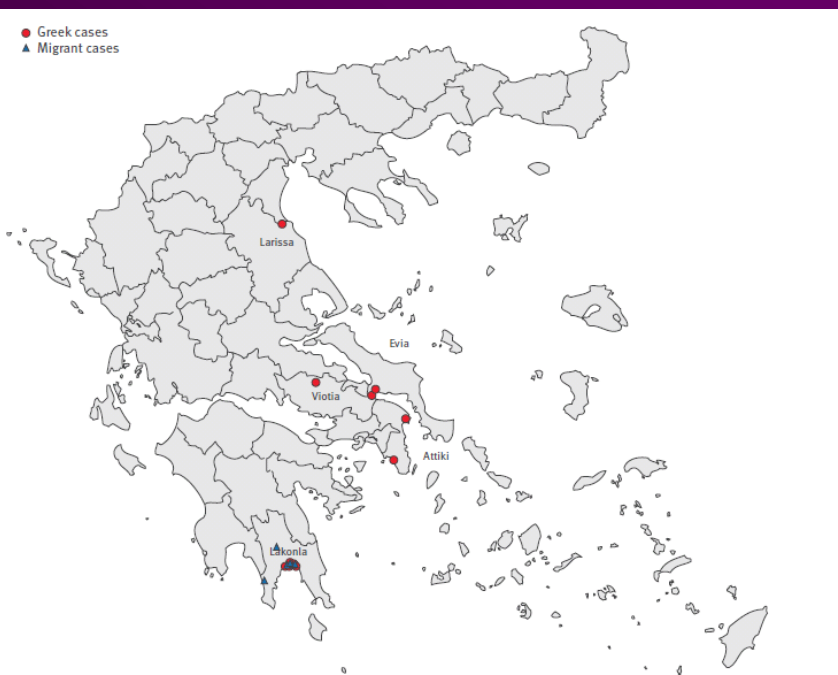 Greek cases
Migrant cases
Larissa
Evia
Viotia
Attiki
Lakonla